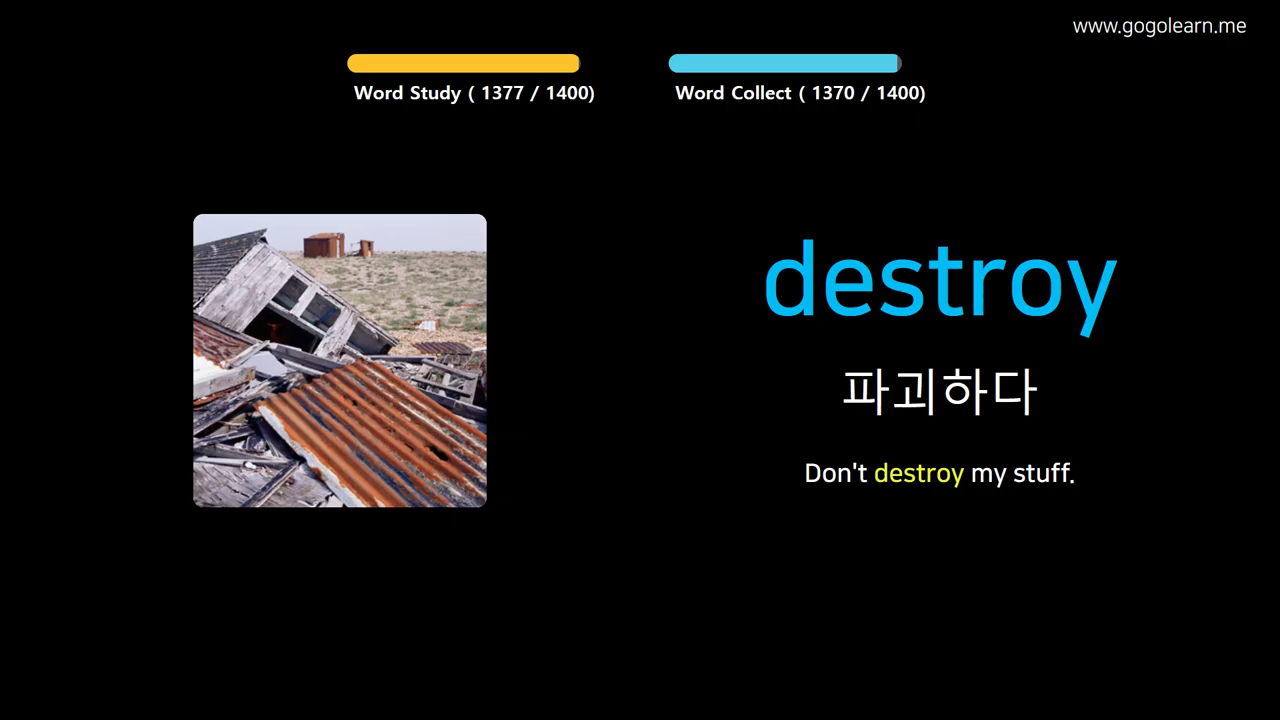 www.gogolearn.me
Word Study ( 1377 / 1400)
Word Collect ( 1370 / 1400)
destroy
파괴하다
Don't destroy my stuff.